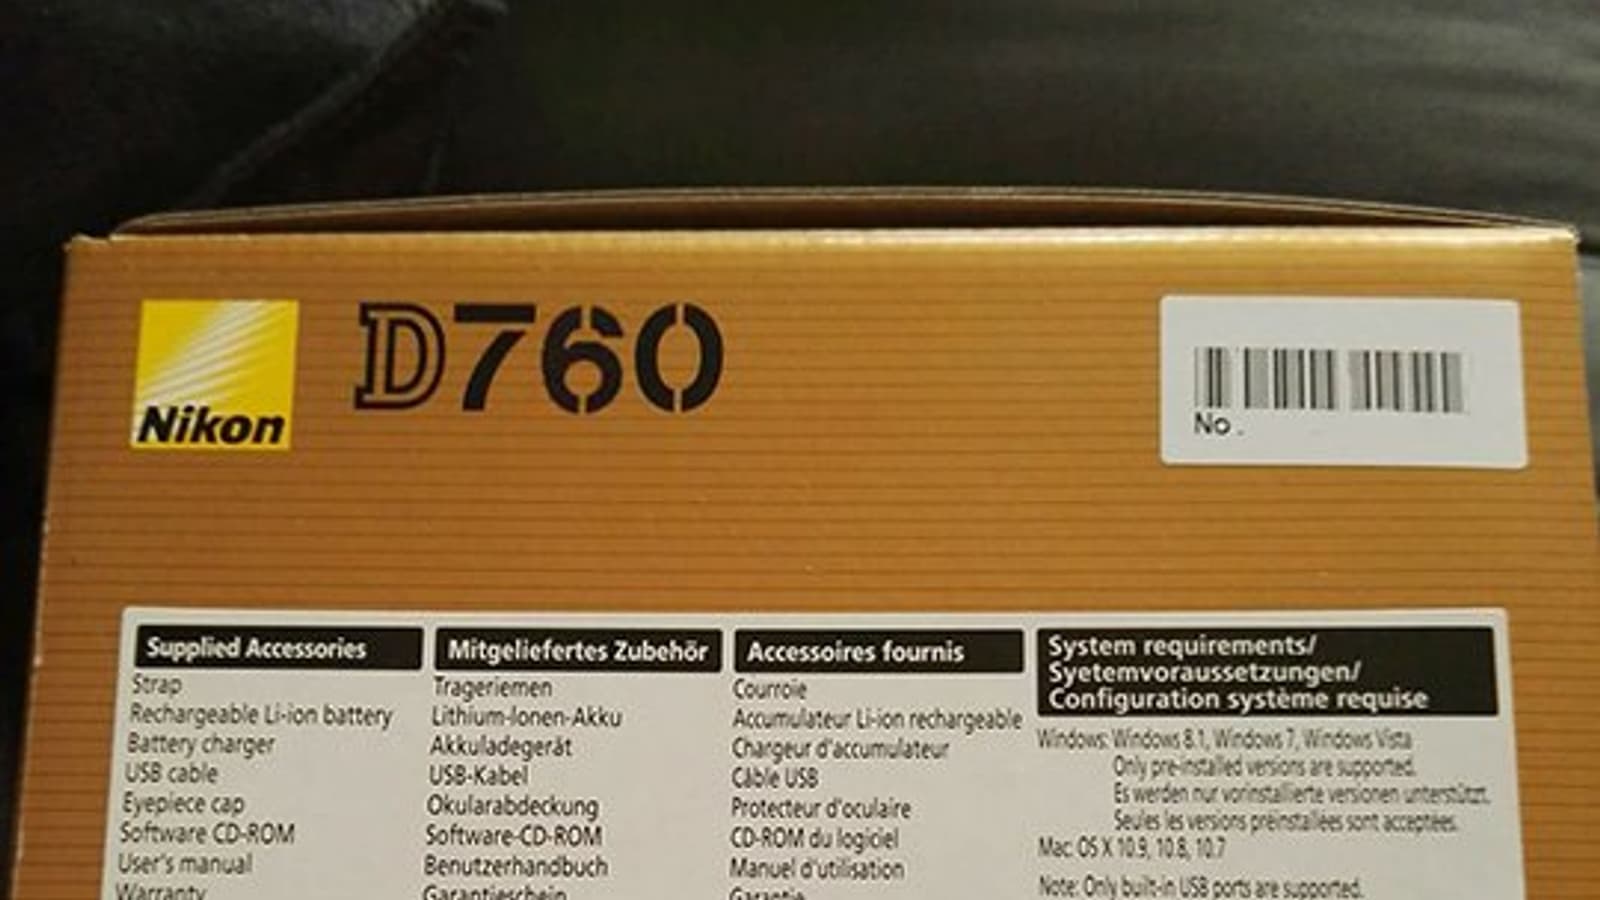 Nikon
D760
No.
Supplied Accessories
Strap
Rechargeable Li-ion battery
Battery charger
USB cable
Eyepiece cap
Software CD-ROM
User's manual
Warranty
Mitgeliefertes Zubehör
Trageriemen
Lithium-Ionen-Akku
Akkuladegerät
USB-Kabel
Okularabdeckung
Software-CD-ROM
Benutzerhandbuch
Garantieschein
Accessoires fournis
Courroie
Accumulateur Li-ion rechargeable
Chargeur d'accumulateur
Câble USB
Protecteur d'oculaire
CD-ROM du logiciel
Manuel d'utilisation
Garantie
System requirements/
Syetemvoraussetzungen/
Configuration système requise
Windows: Windows 8.1, Windows 7, Windows Vista
Only pre-installed versions are supported.
Es werden nur vorinstallierte versionen unterstützt.
Seules les versions préinstallées sont acceptées.
Mac: OS X 10.9, 10.8, 10.7
Note: Only built-in USB ports are supported.